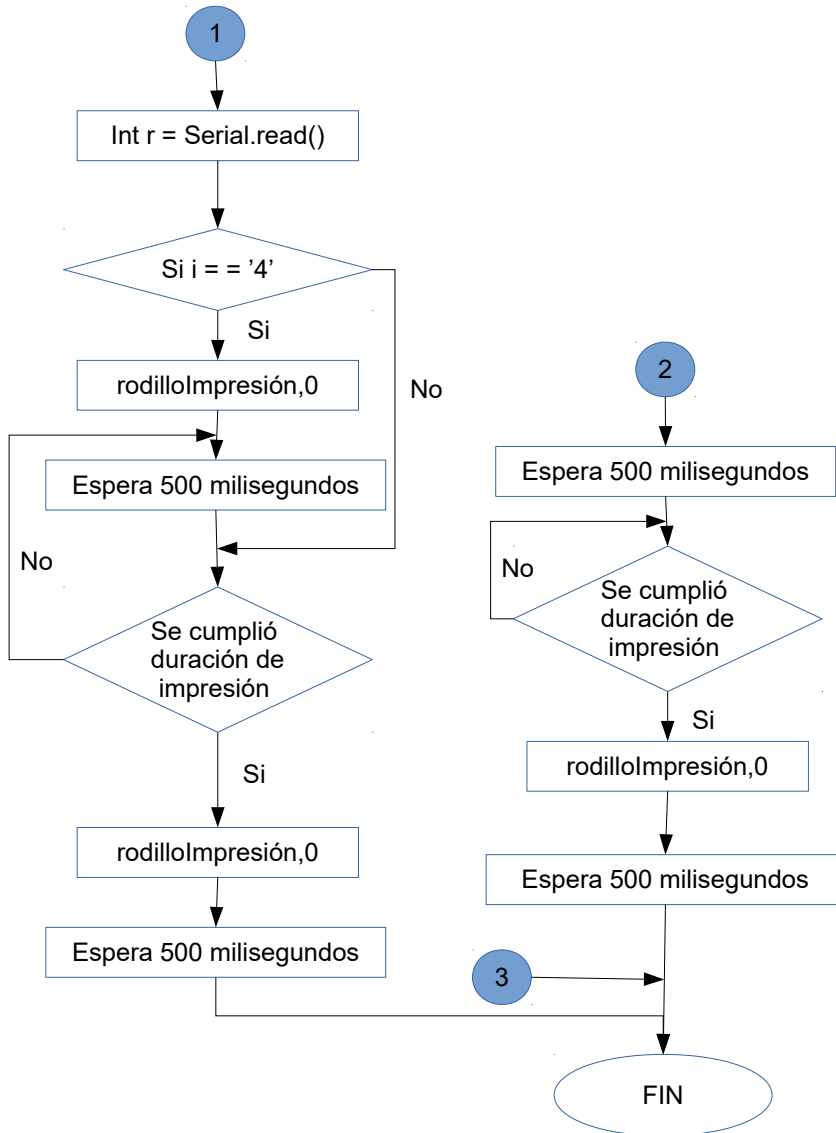 1
Int r = Serial.read()
Si i = = ’4’
Si
rodilloImpresión,0
No
Espera 500 milisegundos
No
Se cumplió
duración de
impresión
Si
rodilloImpresión,0
Espera 500 milisegundos
2
Espera 500 milisegundos
No
Se cumplió
duración de
impresión
Si
rodilloImpresión,0
Espera 500 milisegundos
3
FIN